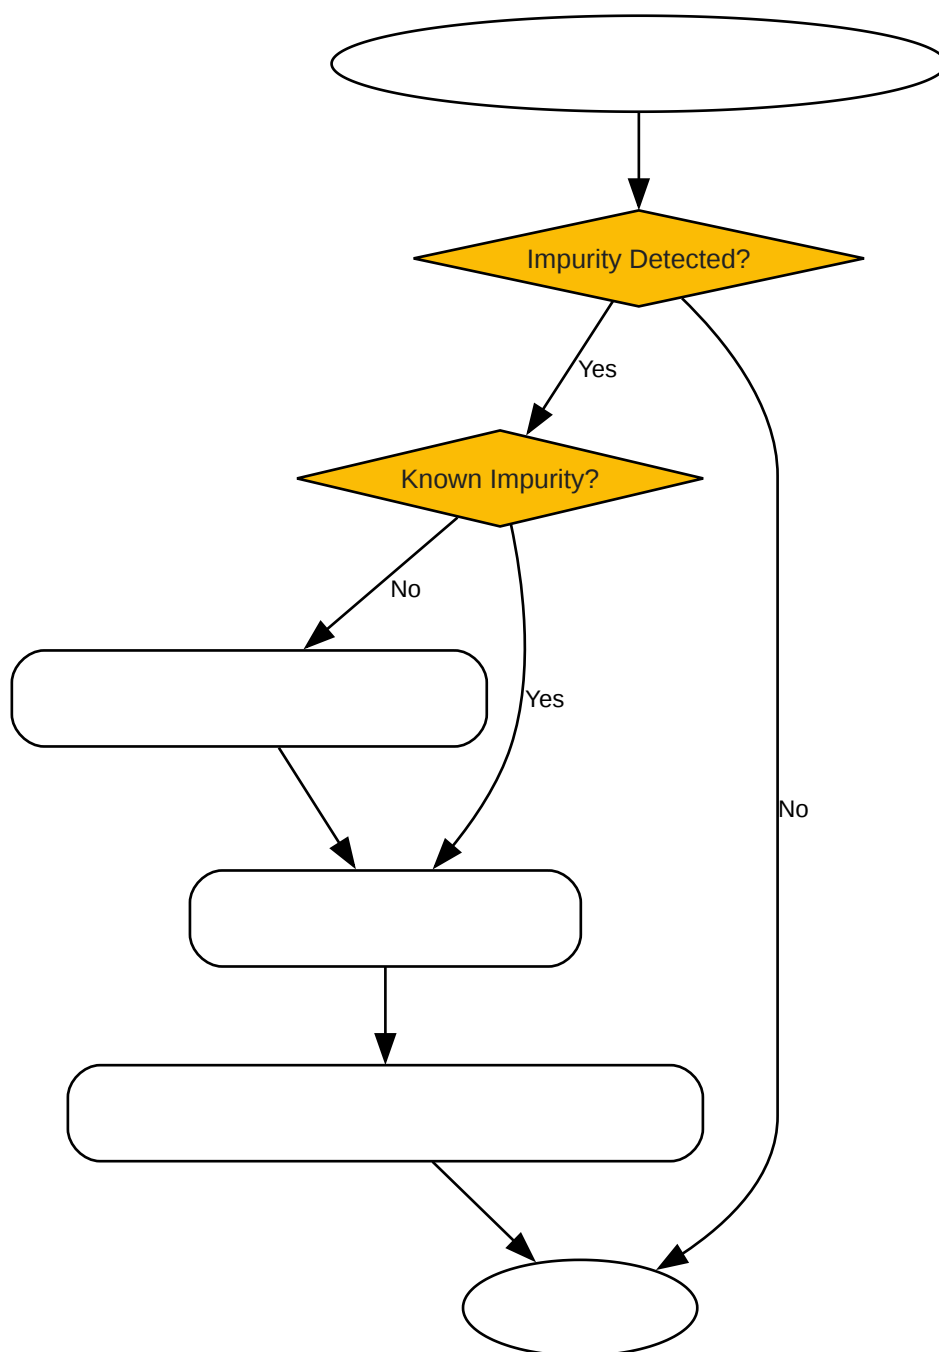 Impurity Detected?
Yes
Known Impurity?
No
Yes
No